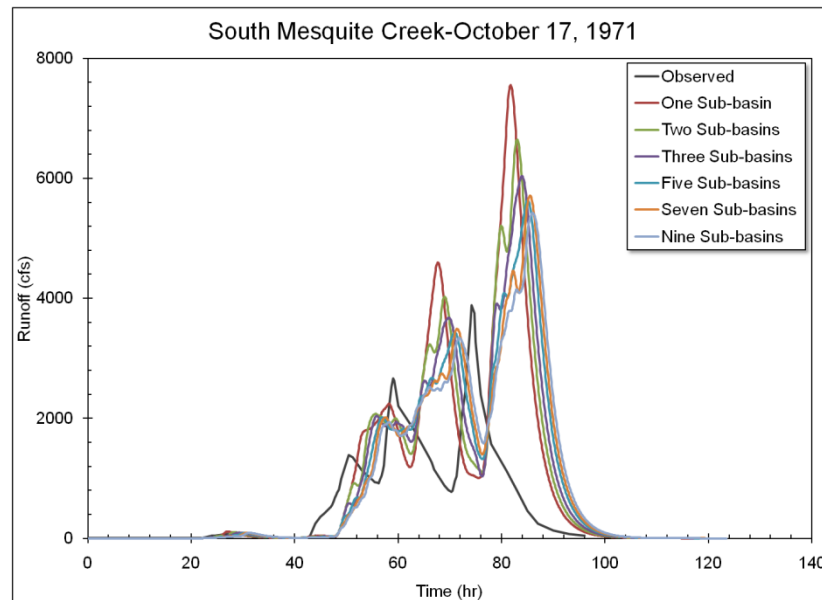 South Mesquite Creek-October 17, 1971
8000
6000
4000
2000
0
Runoff (cfs)
Observed
One Sub-basin
Two Sub-basins
Three Sub-basins
Five Sub-basins
Seven Sub-basins
Nine Sub-basins
0 20 40 60 80 100 120 140
Time (hr)